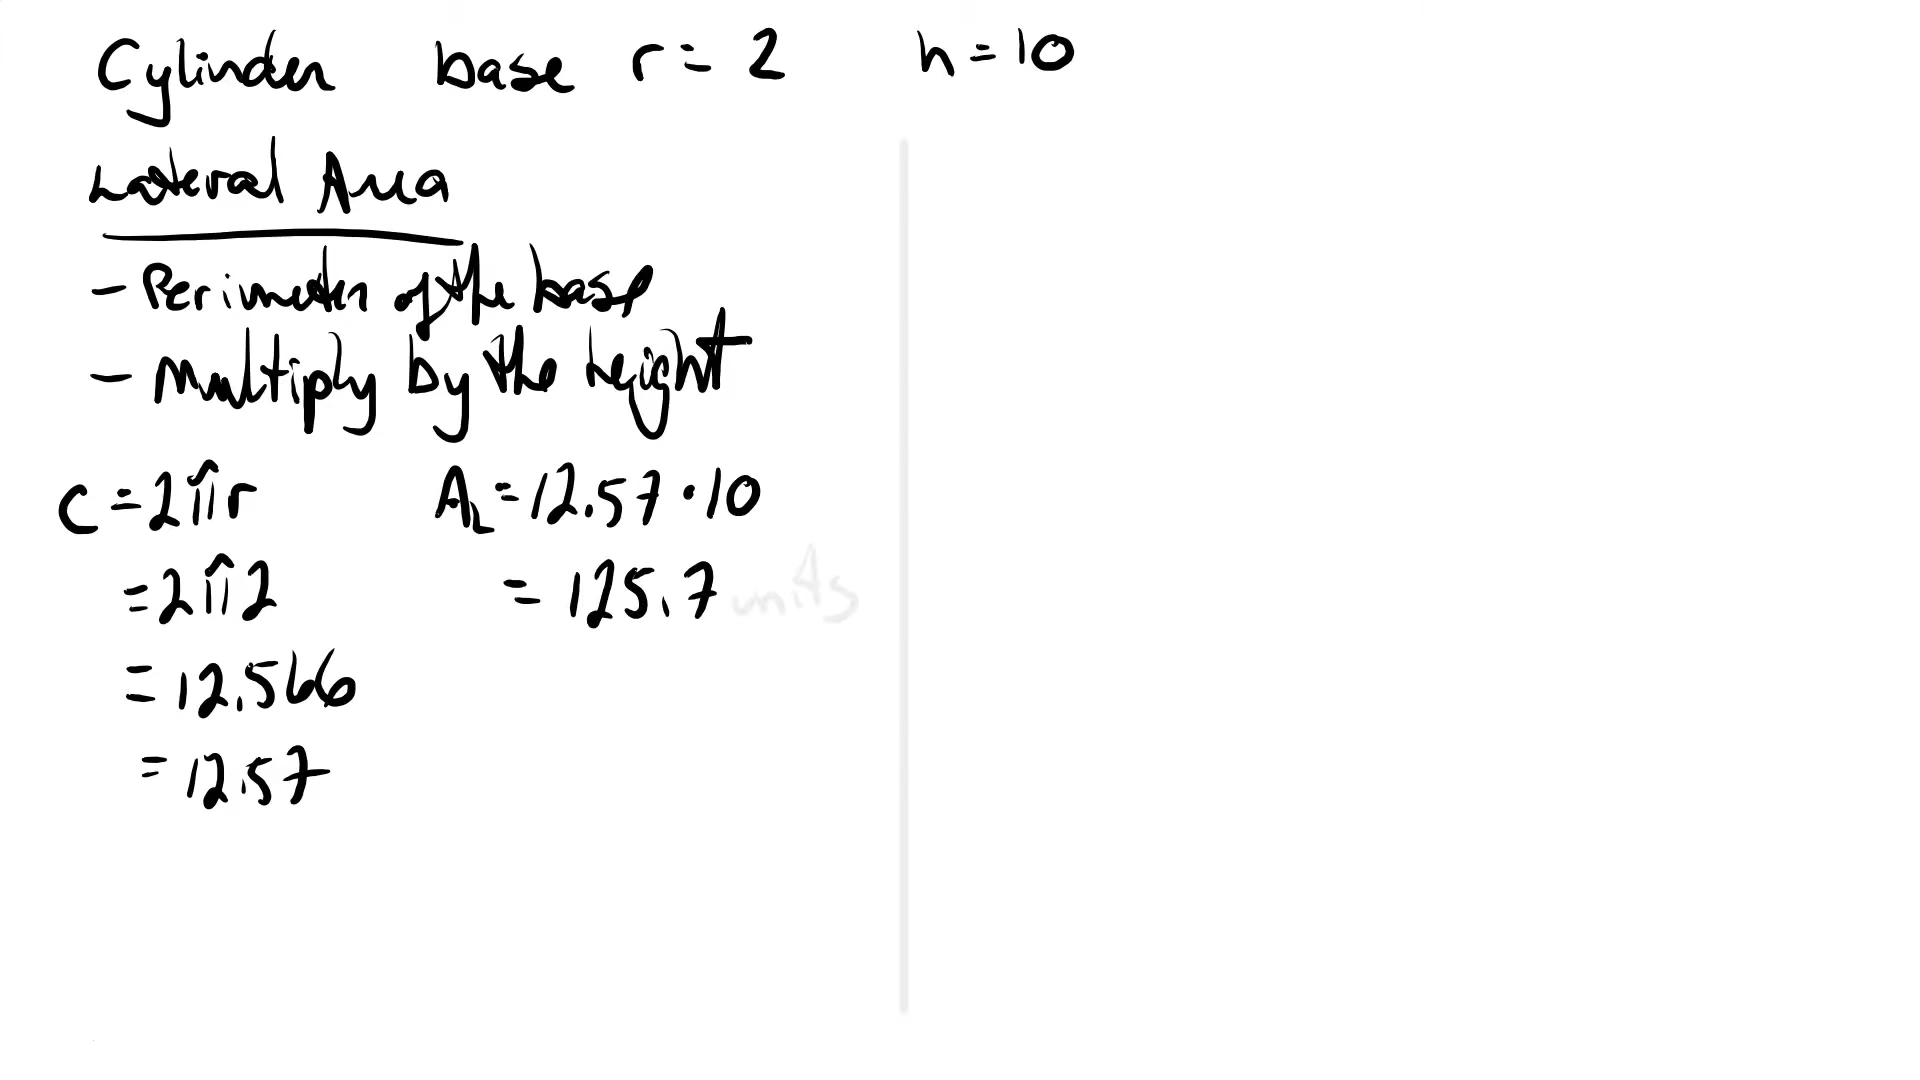 Cylinder base r = 2 h = 10
Lateral Area
- Perimeter of the base
- Multiply by the height
C = 2πr
= 2π2
= 12.566
= 12.57
A_L = 12.57 · 10
= 125.7 units